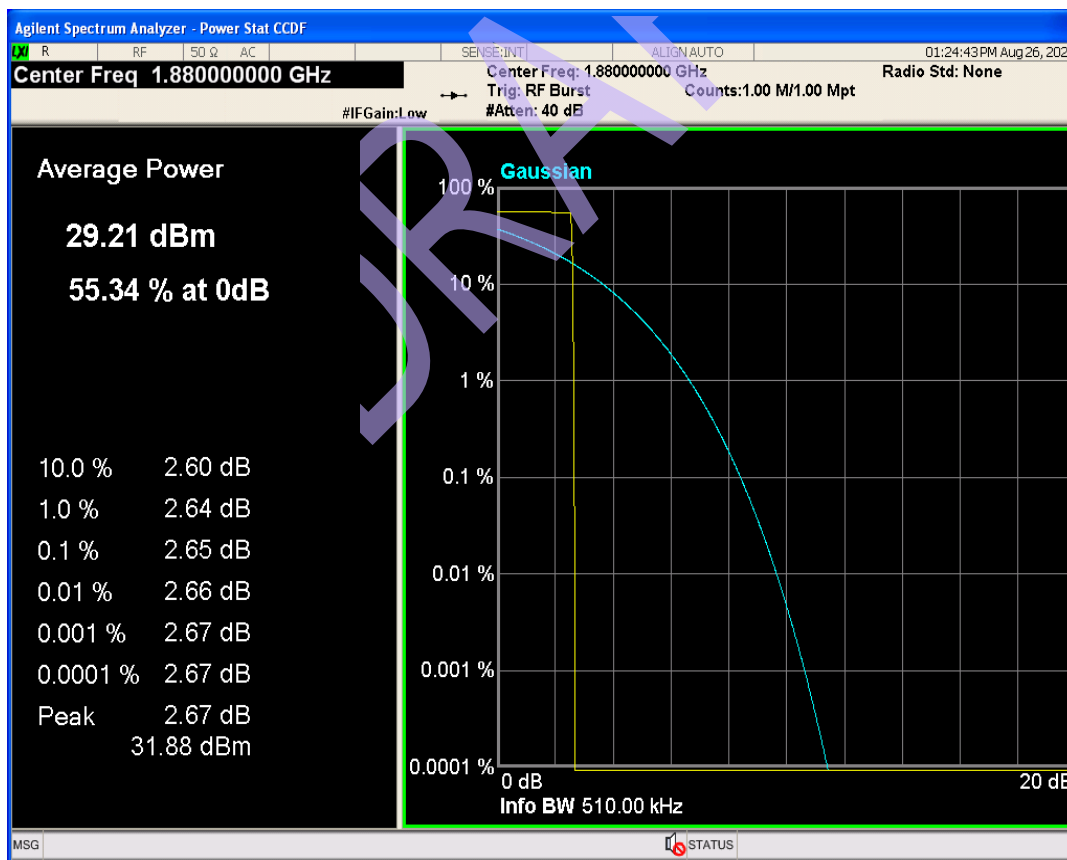 Agilent Spectrum Analyzer - Power Stat CCDF
LXI R RF 50 Ω AC SENSE:INT ALIGN AUTO 01:24:43 PM Aug 26, 202
Center Freq 1.880000000 GHz
Center Freq: 1.880000000 GHz Radio Std: None
Trig: RF Burst Counts:1.00 M/1.00 Mpt
#IFGain:Low #Atten: 40 dB
Average Power
29.21 dBm
55.34 % at 0dB
10.0 % 2.60 dB
1.0 % 2.64 dB
0.1 % 2.65 dB
0.01 % 2.66 dB
0.001 % 2.67 dB
0.0001 % 2.67 dB
Peak 2.67 dB
31.88 dBm
Gaussian
100 %
10 %
1 %
0.1 %
0.01 %
0.001 %
0.0001 %
0 dB 20 dB
Info BW 510.00 kHz
MSG STATUS